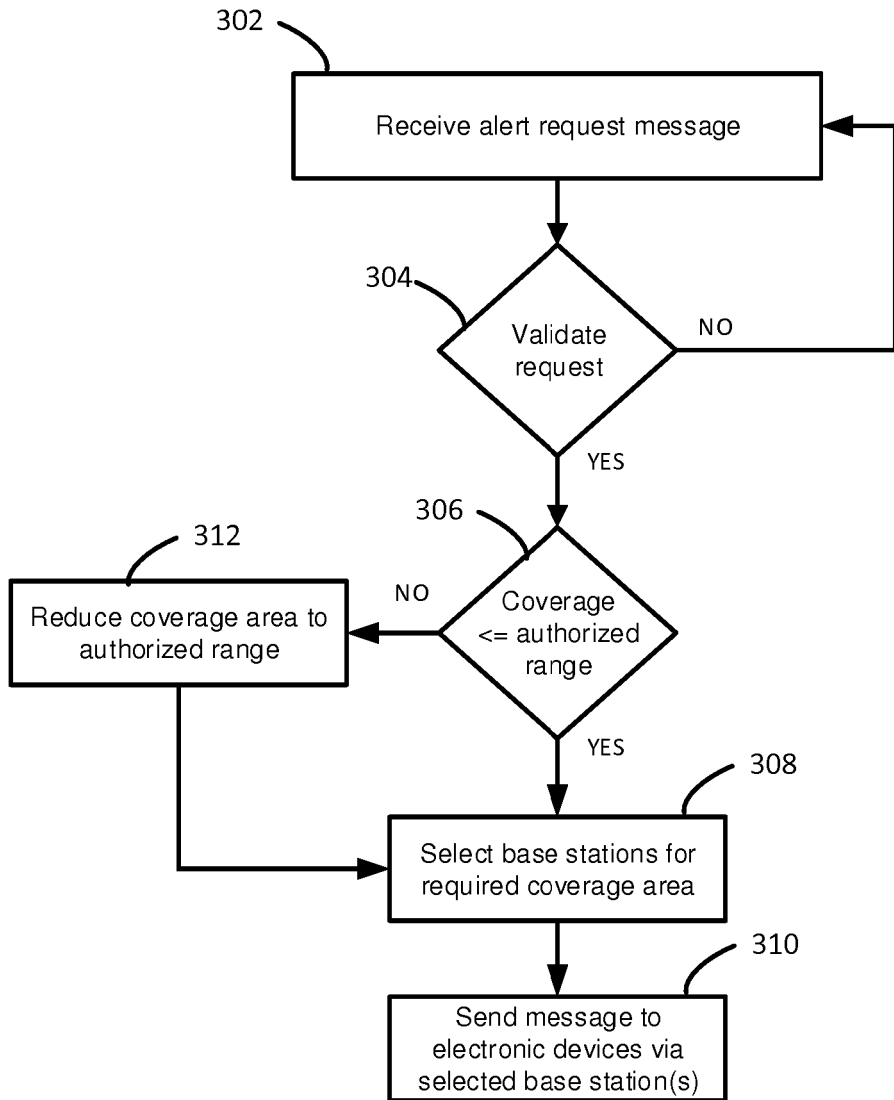 302
Receive alert request message
304
Validate
request
NO
YES
306
Coverage
<= authorized
range
NO
312
Reduce coverage area to
authorized range
YES
308
Select base stations for
required coverage area
310
Send message to
electronic devices via
selected base station(s)